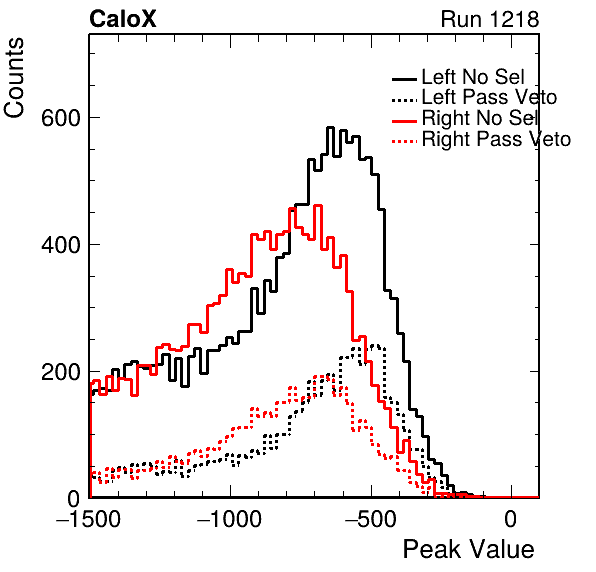 CaloX Run 1218
Counts
Left No Sel
Left Pass Veto
Right No Sel
Right Pass Veto
600
400
200
0
−1500 −1000 −500 0
Peak Value